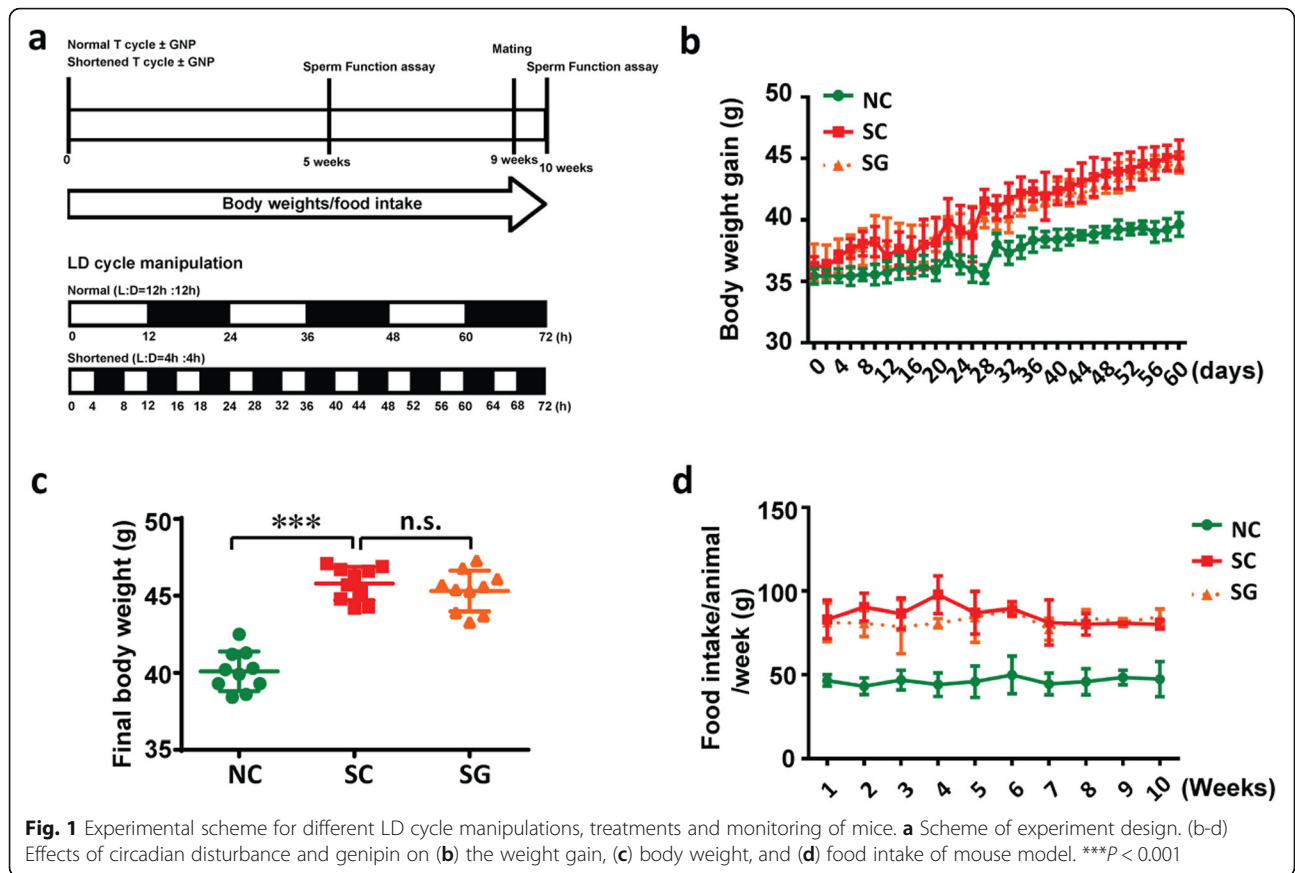 a
Normal T cycle ± GNP
Shortened T cycle ± GNP
Sperm Function assay
Mating
Sperm Function assay
0
5 weeks
9 weeks
10 weeks
Body weights/food intake
LD cycle manipulation
Normal (L:D=12h :12h)
0 12 24 36 48 60 72 (h)
Shortened (L:D=4h :4h)
0 4 8 12 16 18 24 28 32 36 40 44 52 56 60 64 68 72 (h)
b
Body weight gain (g)
50
45
40
35
30
NC
SC
SG
0 4 8 12 16 20 24 28 32 36 40 44 48 52 56 60 (days)
c
Final body weight (g)
50
45
40
35
*** n.s.
NC SC SG
d
Food intake/animal
/week (g)
150
100
50
0
NC
SC
SG
1 2 3 4 5 6 7 8 9 10 (Weeks)
Fig. 1 Experimental scheme for different LD cycle manipulations, treatments and monitoring of mice. a Scheme of experiment design. (b-d)
Effects of circadian disturbance and genipin on (b) the weight gain, (c) body weight, and (d) food intake of mouse model. ***P < 0.001